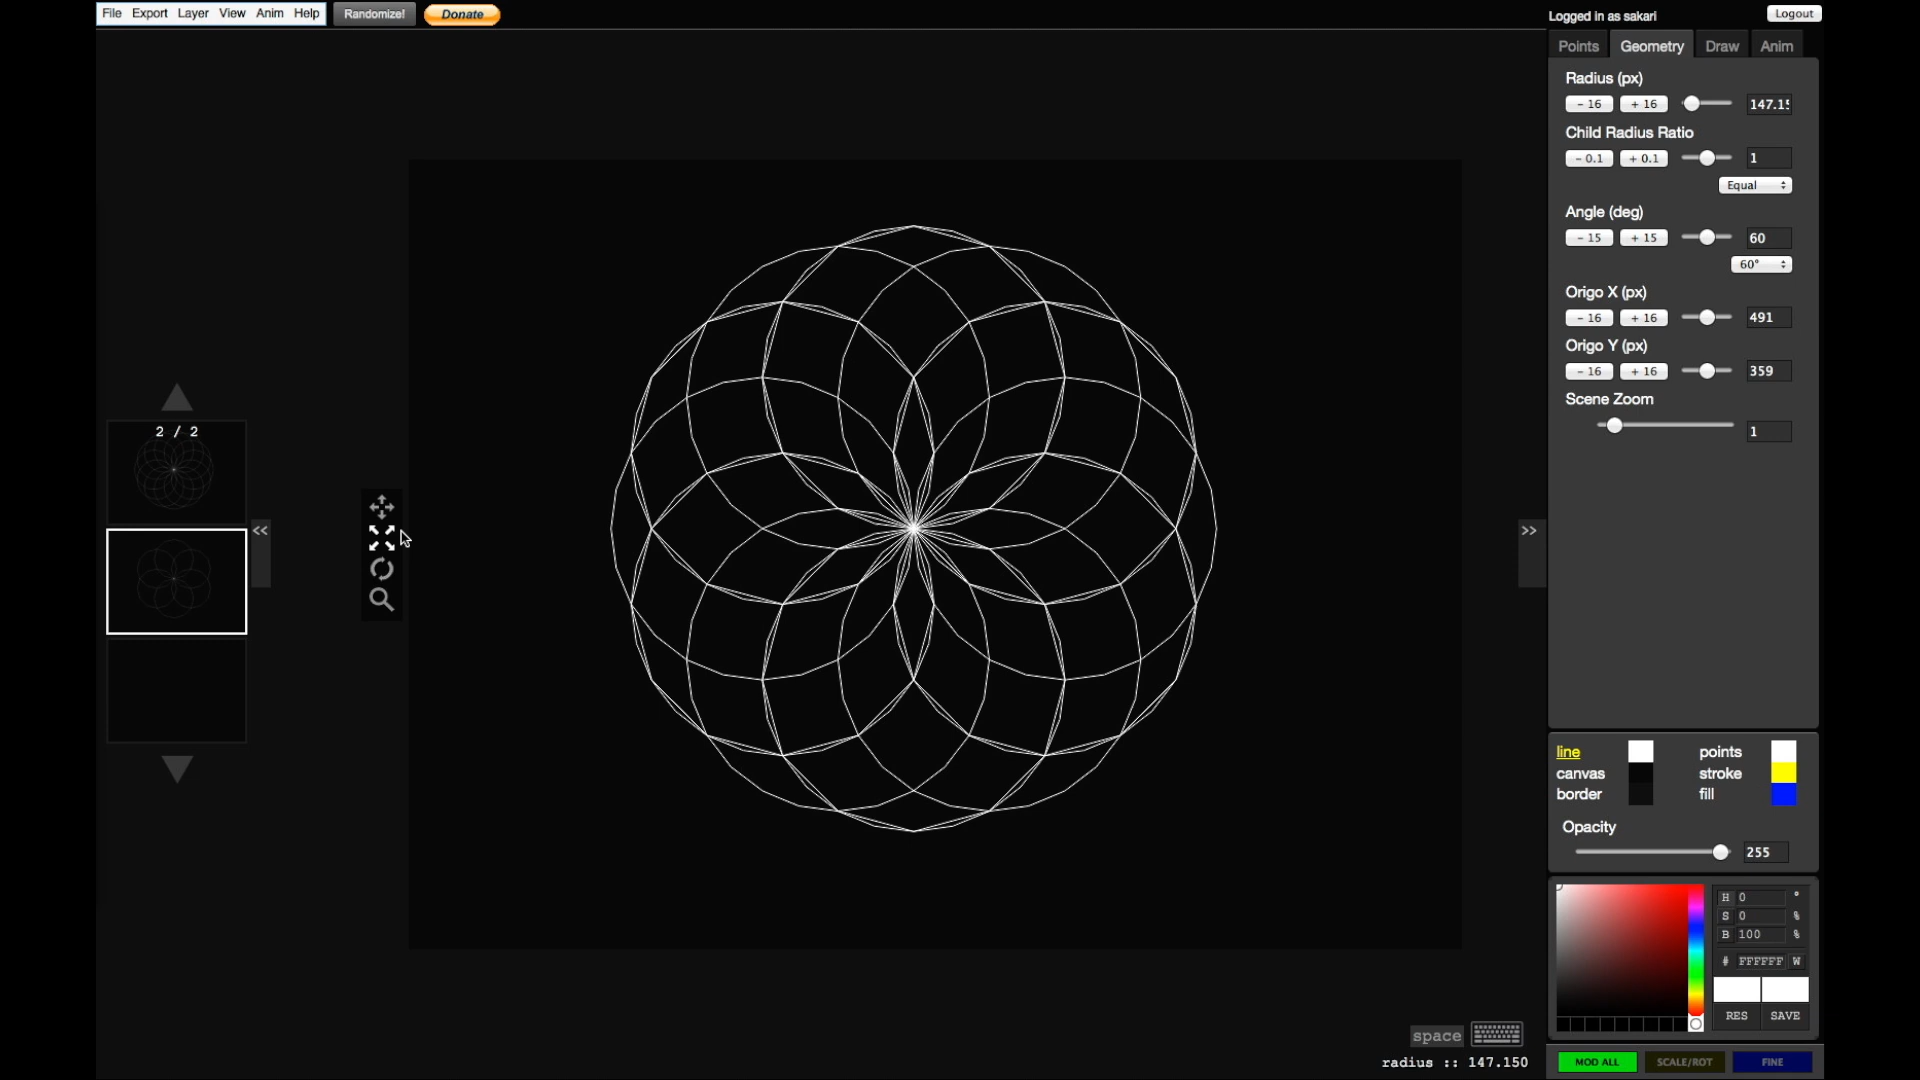 File Export Layer View Anim Help
Randomize!
Donate
Logged in as sakari
Logout
Points Geometry Draw Anim
Radius (px)
- 16 + 16 147.15
Child Radius Ratio
- 0.1 + 0.1 1
Equal
Angle (deg)
- 15 + 15 60
60°
Origo X (px)
- 16 + 16 491
Origo Y (px)
- 16 + 16 359
Scene Zoom
1
2 / 2
<<
>>
line points
canvas stroke
border fill
Opacity
255
H 0 °
S 0 %
B 100 %
# FFFFFF W
RES SAVE
space
radius :: 147.150
MOD ALL SCALE/ROT FINE